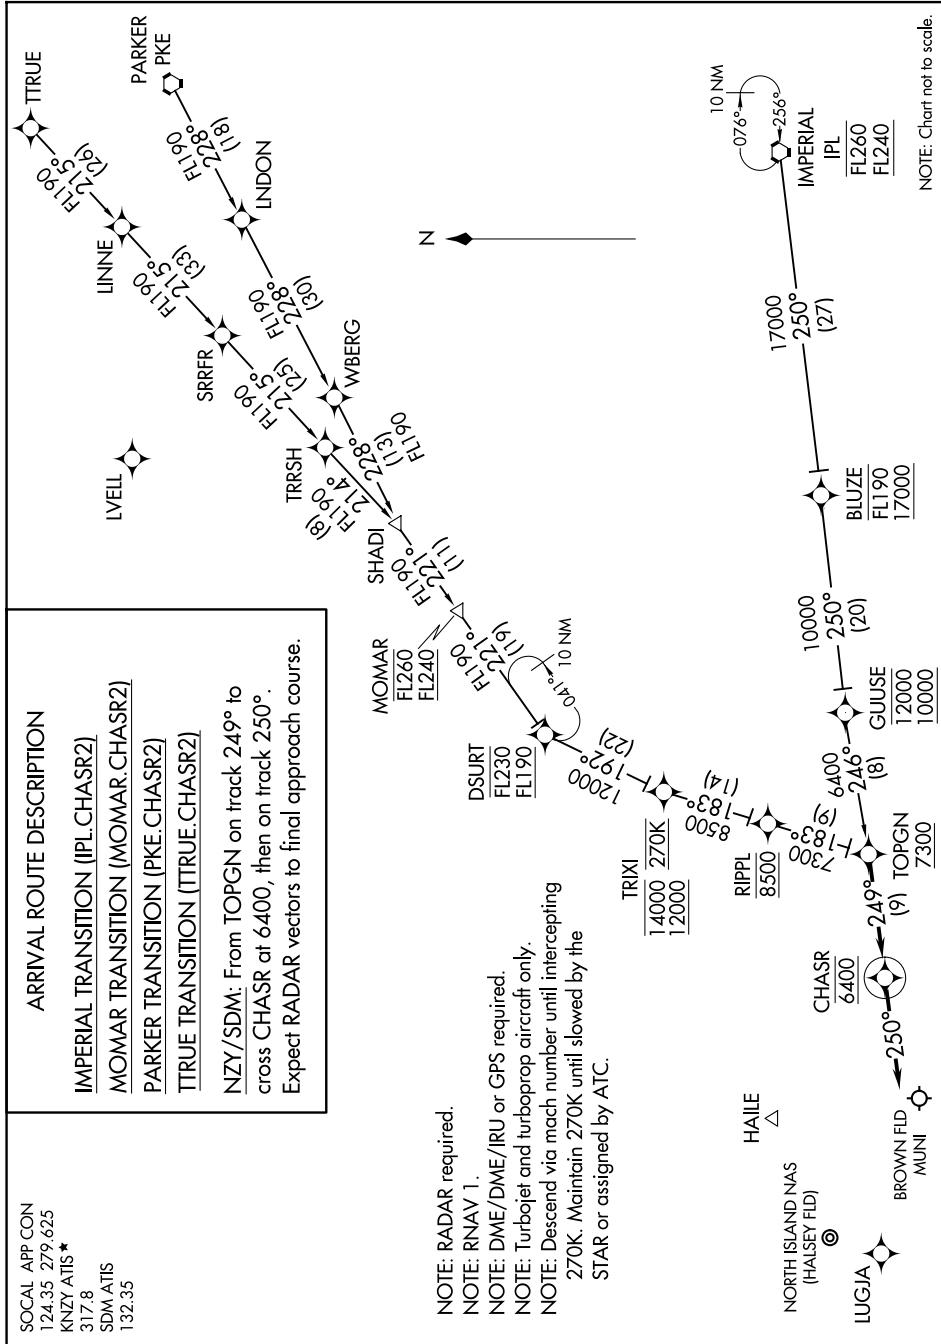 SOCAL APP CON
124.35 279.625
KNZY ATIS★
317.8
SDM ATIS
132.35
ARRIVAL ROUTE DESCRIPTION
IMPERIAL TRANSITION (IPL.CHASR2)
MOMAR TRANSITION (MOMAR.CHASR2)
PARKER TRANSITION (PKE.CHASR2)
TTRUE TRANSITION (TTRUE.CHASR2)
NZY/SDM: From TOPGN on track 249° to
cross CHASR at 6400, then on track 250°.
Expect RADAR vectors to final approach course.
NOTE: RADAR required.
NOTE: RNAV 1.
NOTE: DME/DME/IRU or GPS required.
NOTE: Turbojet and turboprop aircraft only.
NOTE: Descend via mach number until intercepting
270K. Maintain 270K until slowed by the
STAR or assigned by ATC.
TTRUE
FL190
215°
(26)
LINNE
FL190
215°
(33)
SRRFR
FL190
215°
(25)
TRRSH
FL190
214°
(8)
PARKER
PKE
FL190
228°
(18)
LNDON
FL190
228°
(30)
WBERG
228°
(13)
FL190
LVELL
N
SHADI
FL190
221°
(11)
MOMAR
FL260
FL240
FL190
221°
(19)
10 NM
041°
DSURT
FL230
FL190
12000
192°
(22)
TRIXI
14000 270K
12000
8500
183°
(14)
RIPPL
8500
7300
183°
(9)
10 NM
076°
256°
IMPERIAL
IPL
FL260
FL240
17000
250°
(27)
BLUZE
FL190
17000
10000
250°
(20)
GUUSE
12000
10000
6400
246°
(8)
TOPGN
7300
249°
(9)
CHASR
6400
250°
HAILE
BROWN FLD
MUNI
NORTH ISLAND NAS
(HALSEY FLD)
LUGJA
NOTE: Chart not to scale.